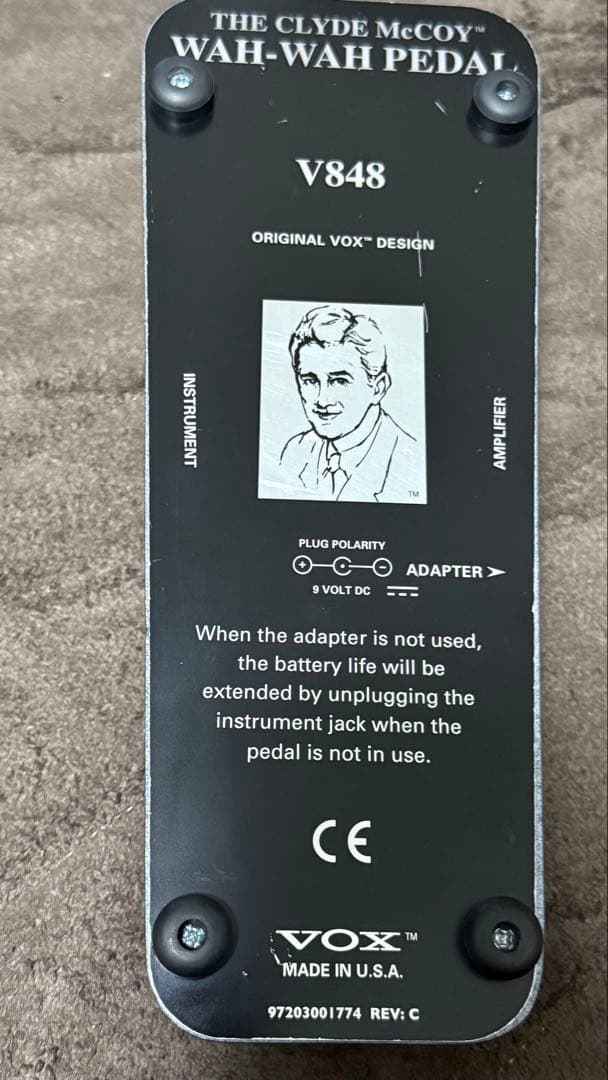 THE CLYDE McCOY™
WAH-WAH PEDAL
V848
ORIGINAL VOX™ DESIGN
INSTRUMENT
AMPLIFIER
TM
PLUG POLARITY
+ C - ADAPTER
9 VOLT DC
When the adapter is not used,
the battery life will be
extended by unplugging the
instrument jack when the
pedal is not in use.
CE
VOX™
MADE IN U.S.A.
97203001774 REV: C